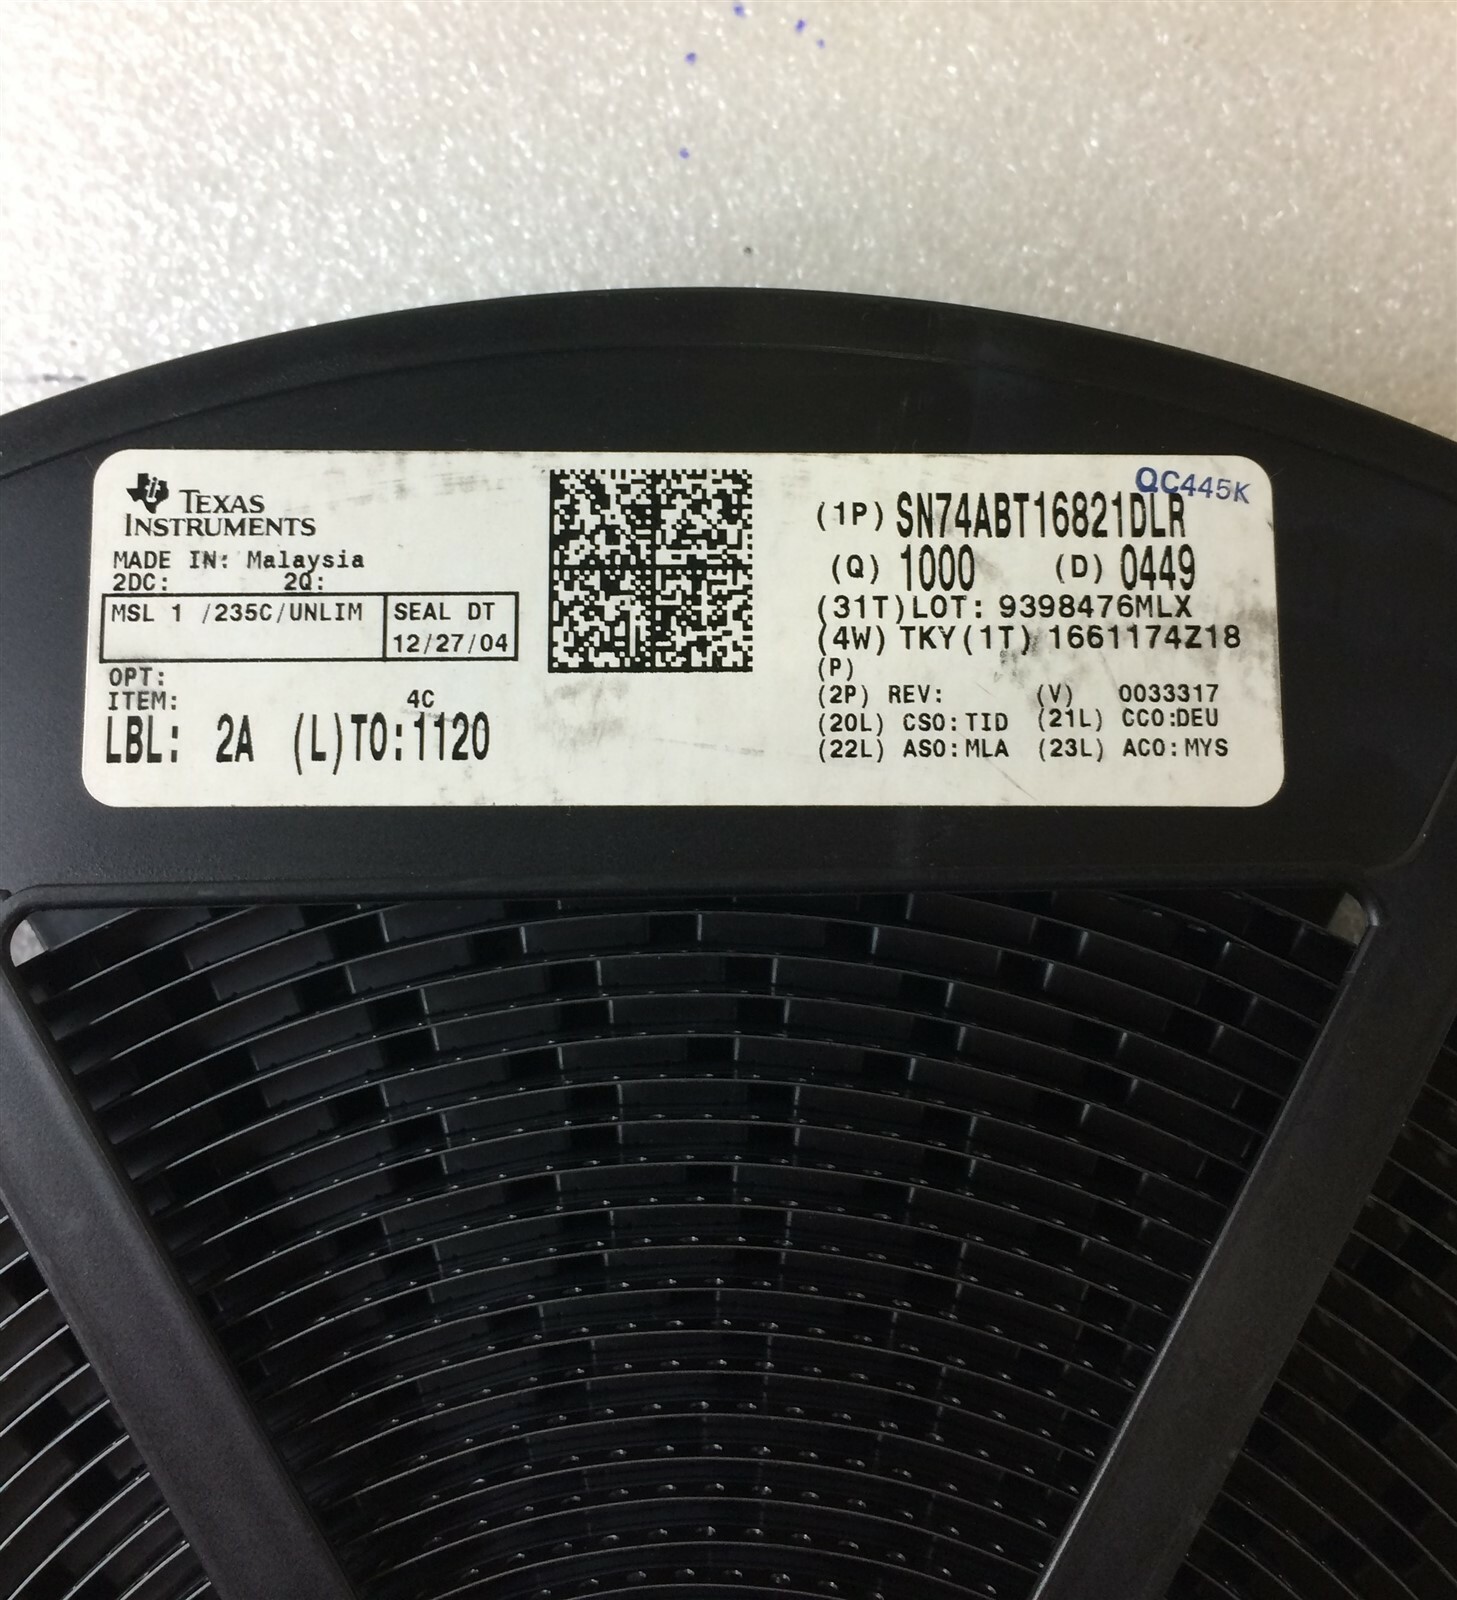 TEXAS
INSTRUMENTS
MADE IN: Malaysia
2DC: 2Q:
MSL 1 /235C/UNLIM
SEAL DT
12/27/04
OPT:
ITEM: 4C
LBL: 2A (L)TO:1120
QC445K
(1P) SN74ABT16821DLR
(Q) 1000 (D) 0449
(31T)LOT: 9398476MLX
(4W) TKY(1T) 1661174Z18
(P)
(2P) REV: (V) 0033317
(20L) CSO:TID (21L) CCO:DEU
(22L) ASO:MLA (23L) ACO:MYS